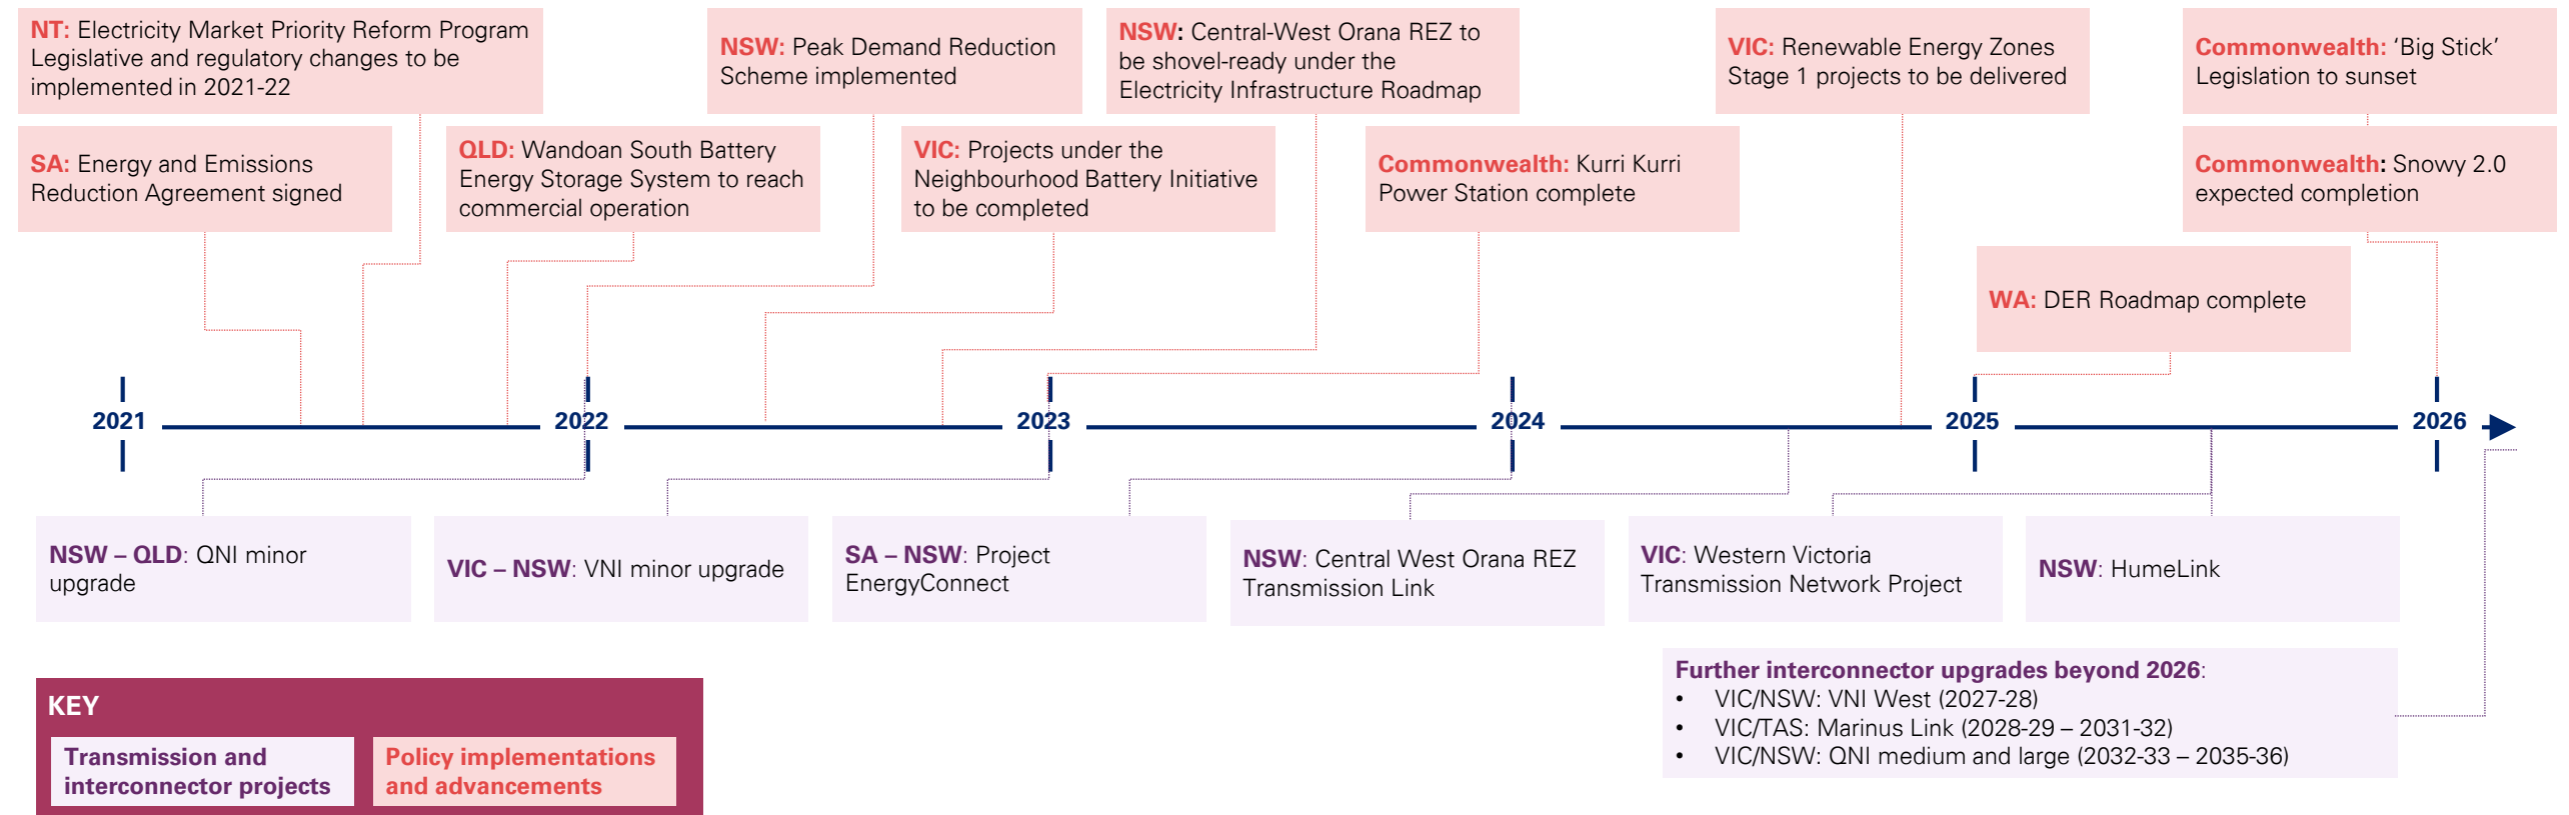 NT: Electricity Market Priority Reform Program
Legislative and regulatory changes to be
implemented in 2021-22
NSW: Peak Demand Reduction
Scheme implemented
NSW: Central-West Orana REZ to
be shovel-ready under the
Electricity Infrastructure Roadmap
VIC: Renewable Energy Zones
Stage 1 projects to be delivered
Commonwealth: ‘Big Stick’
Legislation to sunset
SA: Energy and Emissions
Reduction Agreement signed
QLD: Wandoan South Battery
Energy Storage System to reach
commercial operation
VIC: Projects under the
Neighbourhood Battery Initiative
to be completed
Commonwealth: Kurri Kurri
Power Station complete
Commonwealth: Snowy 2.0
expected completion
WA: DER Roadmap complete
2021
2022
2023
2024
2025
2026
NSW – QLD: QNI minor
upgrade
VIC – NSW: VNI minor upgrade
SA – NSW: Project
EnergyConnect
NSW: Central West Orana REZ
Transmission Link
VIC: Western Victoria
Transmission Network Project
NSW: HumeLink
Further interconnector upgrades beyond 2026:
• VIC/NSW: VNI West (2027-28)
• VIC/TAS: Marinus Link (2028-29 – 2031-32)
• VIC/NSW: QNI medium and large (2032-33 – 2035-36)
KEY
Transmission and
interconnector projects
Policy implementations
and advancements